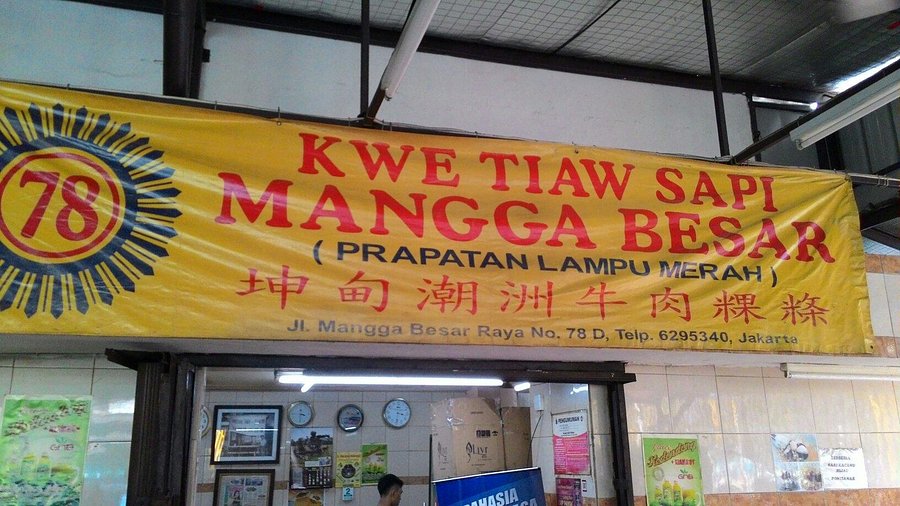 78
KWE TIAW SAPI
MANGGA BESAR
( PRAPATAN LAMPU MERAH )
坤甸潮洲牛肉粿條
Jl. Mangga Besar Raya No. 78 D, Telp. 6295340, Jakarta
PENGUMUMAN